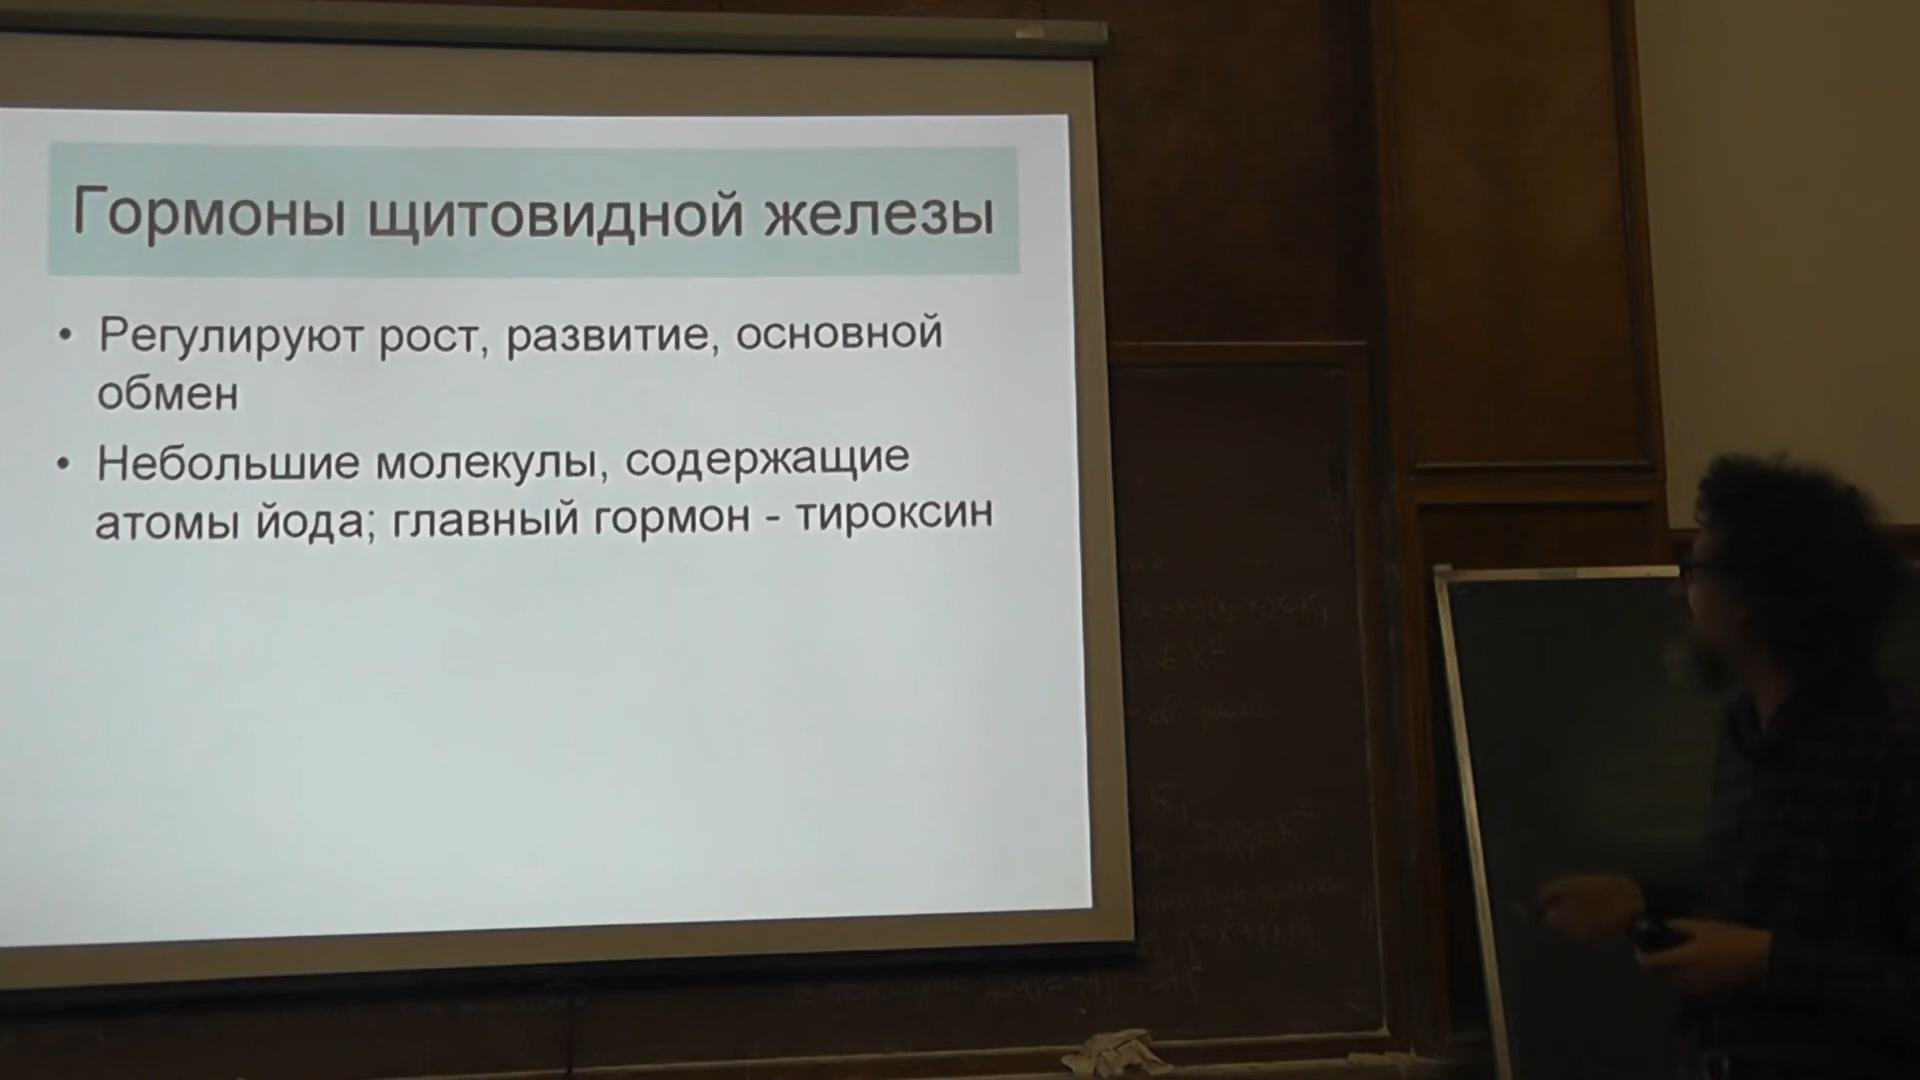 Гормоны щитовидной железы
• Регулируют рост, развитие, основной
обмен
• Небольшие молекулы, содержащие
атомы йода; главный гормон - тироксин